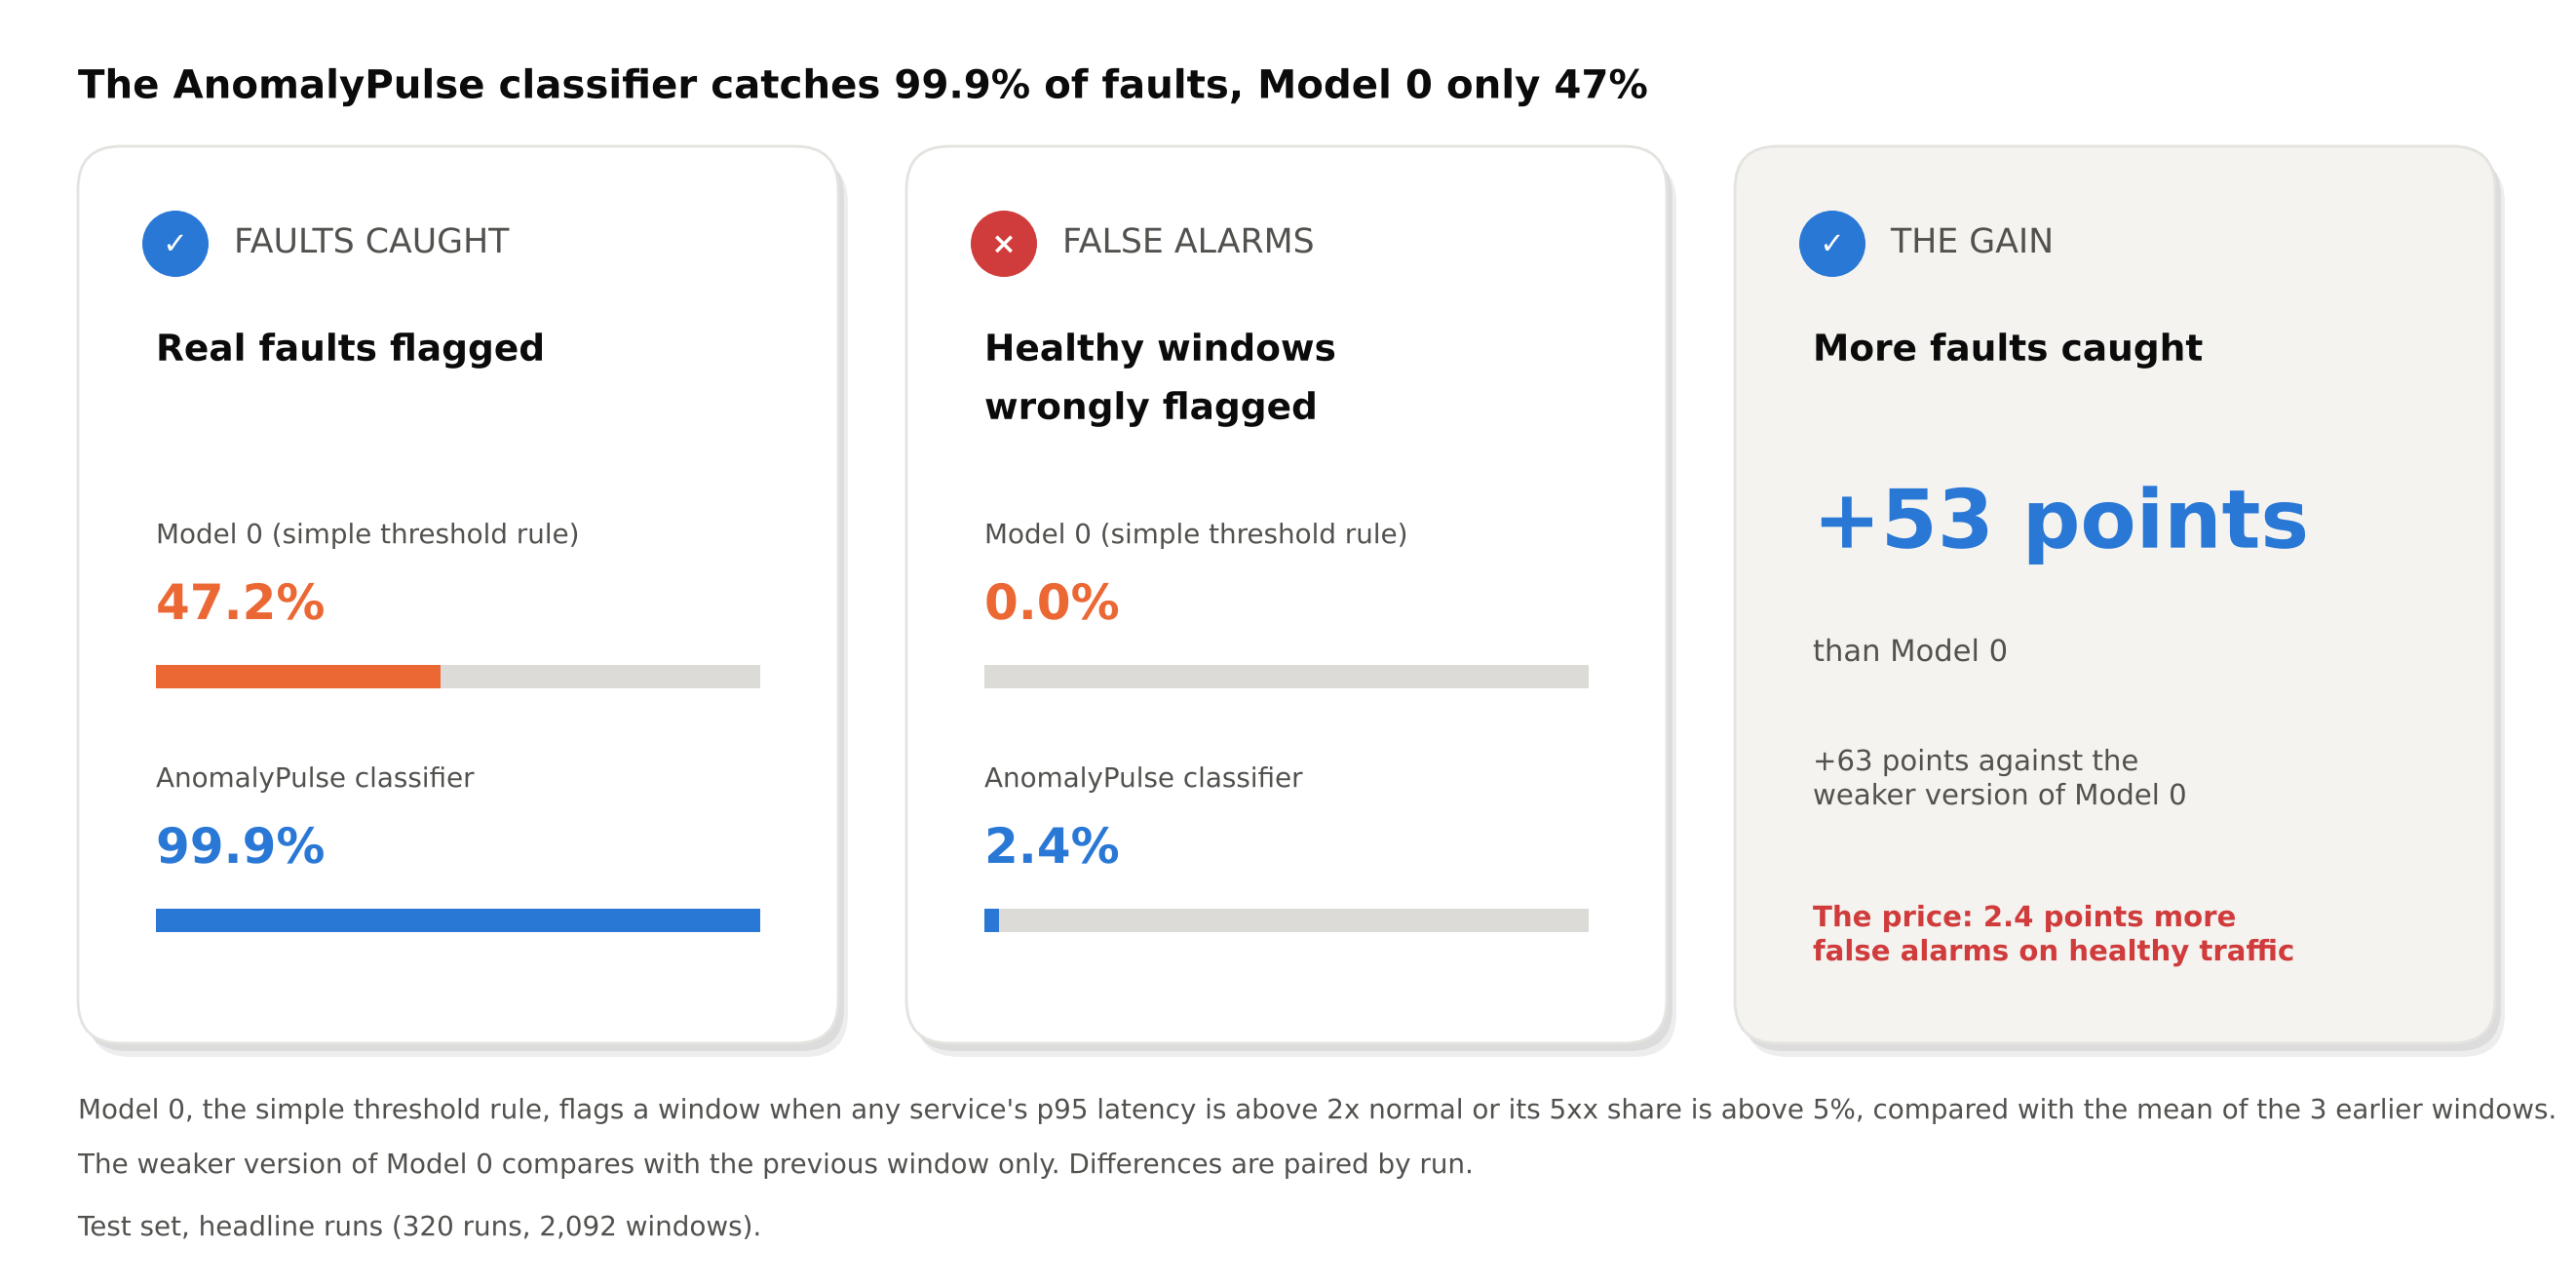 The AnomalyPulse classifier catches 99.9% of faults, Model 0 only 47%
✓ FAULTS CAUGHT
Real faults flagged
Model 0 (simple threshold rule)
47.2%
AnomalyPulse classifier
99.9%
× FALSE ALARMS
Healthy windows
wrongly flagged
Model 0 (simple threshold rule)
0.0%
AnomalyPulse classifier
2.4%
✓ THE GAIN
More faults caught
+53 points
than Model 0
+63 points against the
weaker version of Model 0
The price: 2.4 points more
false alarms on healthy traffic
Model 0, the simple threshold rule, flags a window when any service's p95 latency is above 2x normal or its 5xx share is above 5%, compared with the mean of the 3 earlier windows.
The weaker version of Model 0 compares with the previous window only. Differences are paired by run.
Test set, headline runs (320 runs, 2,092 windows).